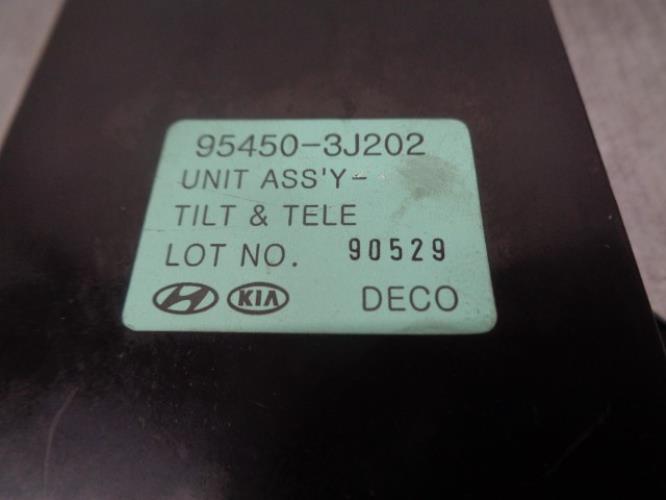 95450-3J202
UNIT ASS'Y-
TILT & TELE
LOT NO. 90529
KIA DECO